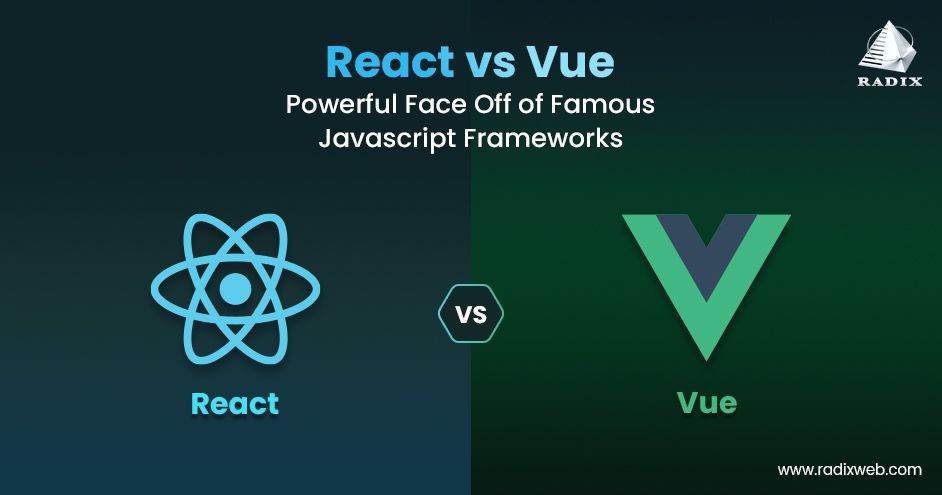 React vs Vue
Powerful Face Off of Famous
Javascript Frameworks
RADIX
VS
React
Vue
www.radixweb.com